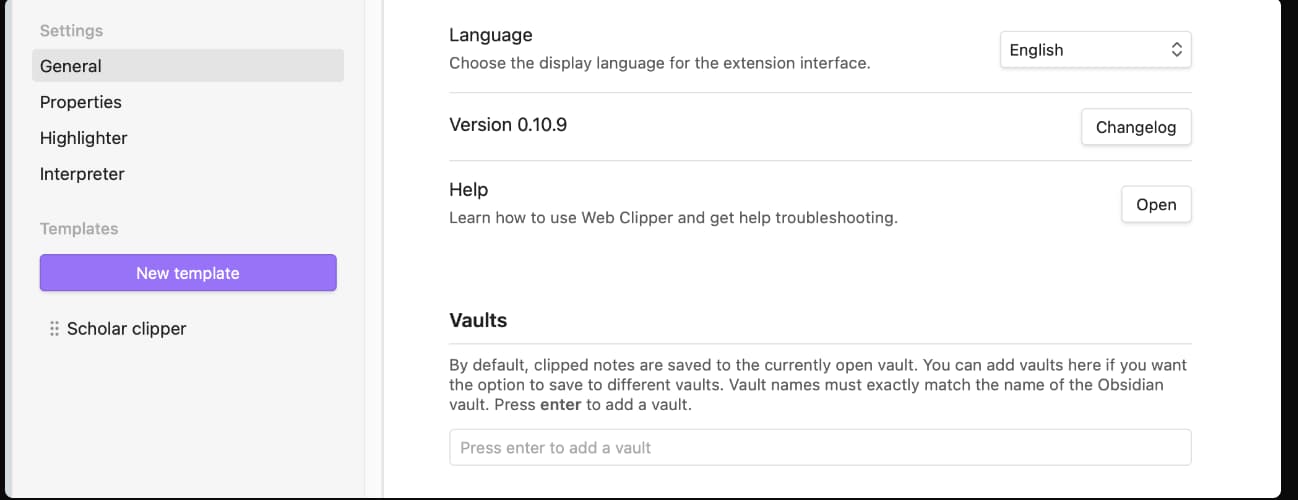 Settings
General
Properties
Highlighter
Interpreter
Templates
New template
Scholar clipper
Language
Choose the display language for the extension interface.
English
Version 0.10.9
Changelog
Help
Learn how to use Web Clipper and get help troubleshooting.
Open
Vaults
By default, clipped notes are saved to the currently open vault. You can add vaults here if you want
the option to save to different vaults. Vault names must exactly match the name of the Obsidian
vault. Press enter to add a vault.
Press enter to add a vault